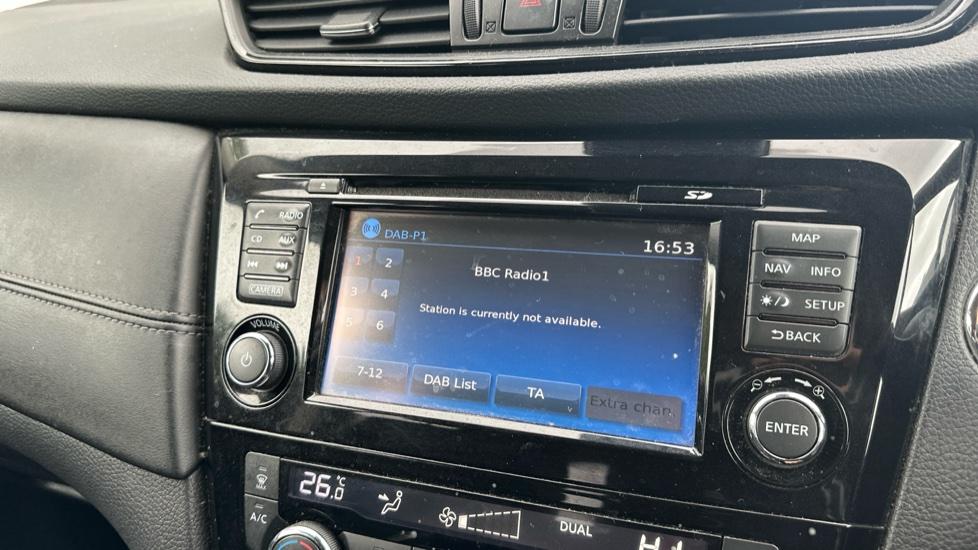 SD
RADIO
CD AUX
CAMERA
VOLUME
DAB-P1
16:53
1 2
3 4
5 6
BBC Radio1
Station is currently not available.
7-12
DAB List
TA
Extra chan.
MAP
NAV INFO
SETUP
BACK
ENTER
MAX
A/C
26.0 °C
DUAL